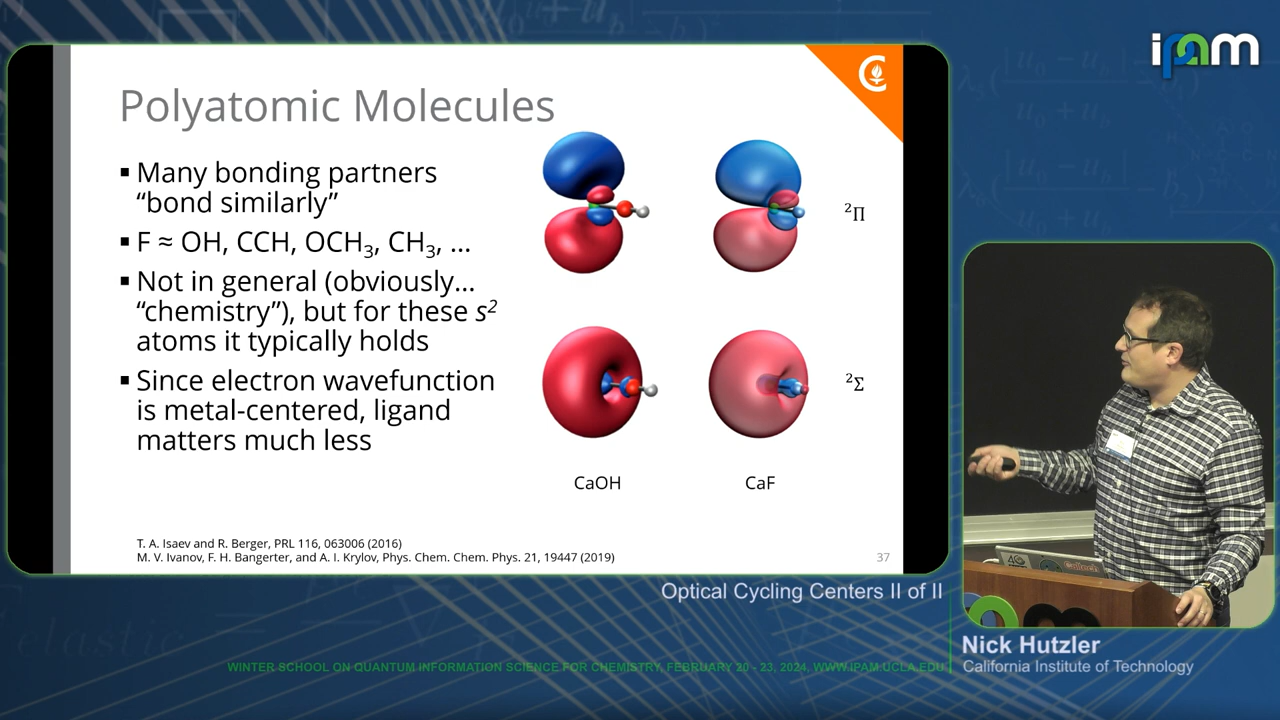 ipam
Polyatomic Molecules
▪ Many bonding partners
“bond similarly”
▪ F ≈ OH, CCH, OCH₃, CH₃, …
▪ Not in general (obviously…
“chemistry”), but for these s²
atoms it typically holds
▪ Since electron wavefunction
is metal-centered, ligand
matters much less
²Π
²Σ
CaOH
CaF
T. A. Isaev and R. Berger, PRL 116, 063006 (2016)
M. V. Ivanov, F. H. Bangerter, and A. I. Krylov, Phys. Chem. Chem. Phys. 21, 19447 (2019)
37
Caltech
Optical Cycling Centers II of II
Nick Hutzler
California Institute of Technology
WINTER SCHOOL ON QUANTUM INFORMATION SCIENCE FOR CHEMISTRY, FEBRUARY 20 - 23, 2024, WWW.IPAM.UCLA.EDU